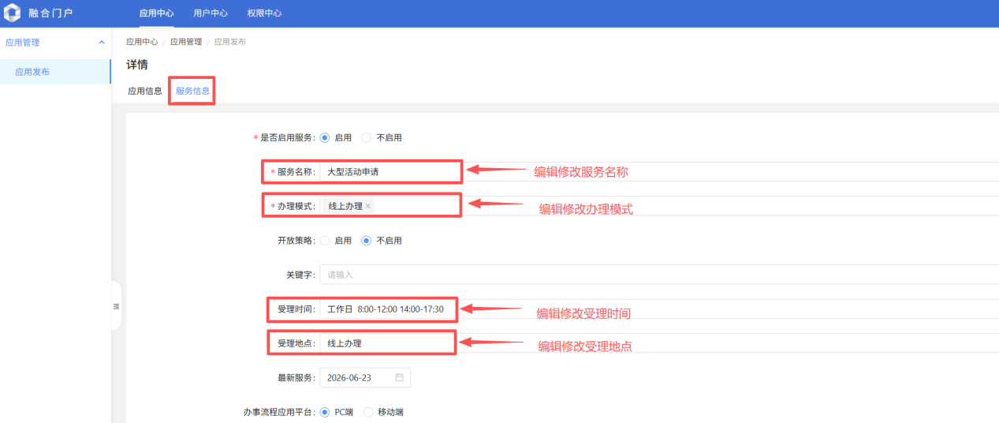 融合门户 应用中心 用户中心 权限中心
应用管理
应用发布
应用中心 / 应用管理 / 应用发布
详情
应用信息 服务信息
* 是否启用服务: 启用 不启用
* 服务名称: 大型活动申请 编辑修改服务名称
* 办理模式: 线上办理 × 编辑修改办理模式
开放策略: 启用 不启用
关键字: 请输入
受理时间: 工作日 8:00-12:00 14:00-17:30 编辑修改受理时间
受理地点: 线上办理 编辑修改受理地点
最新服务: 2026-06-23
办事流程应用平台: PC端 移动端